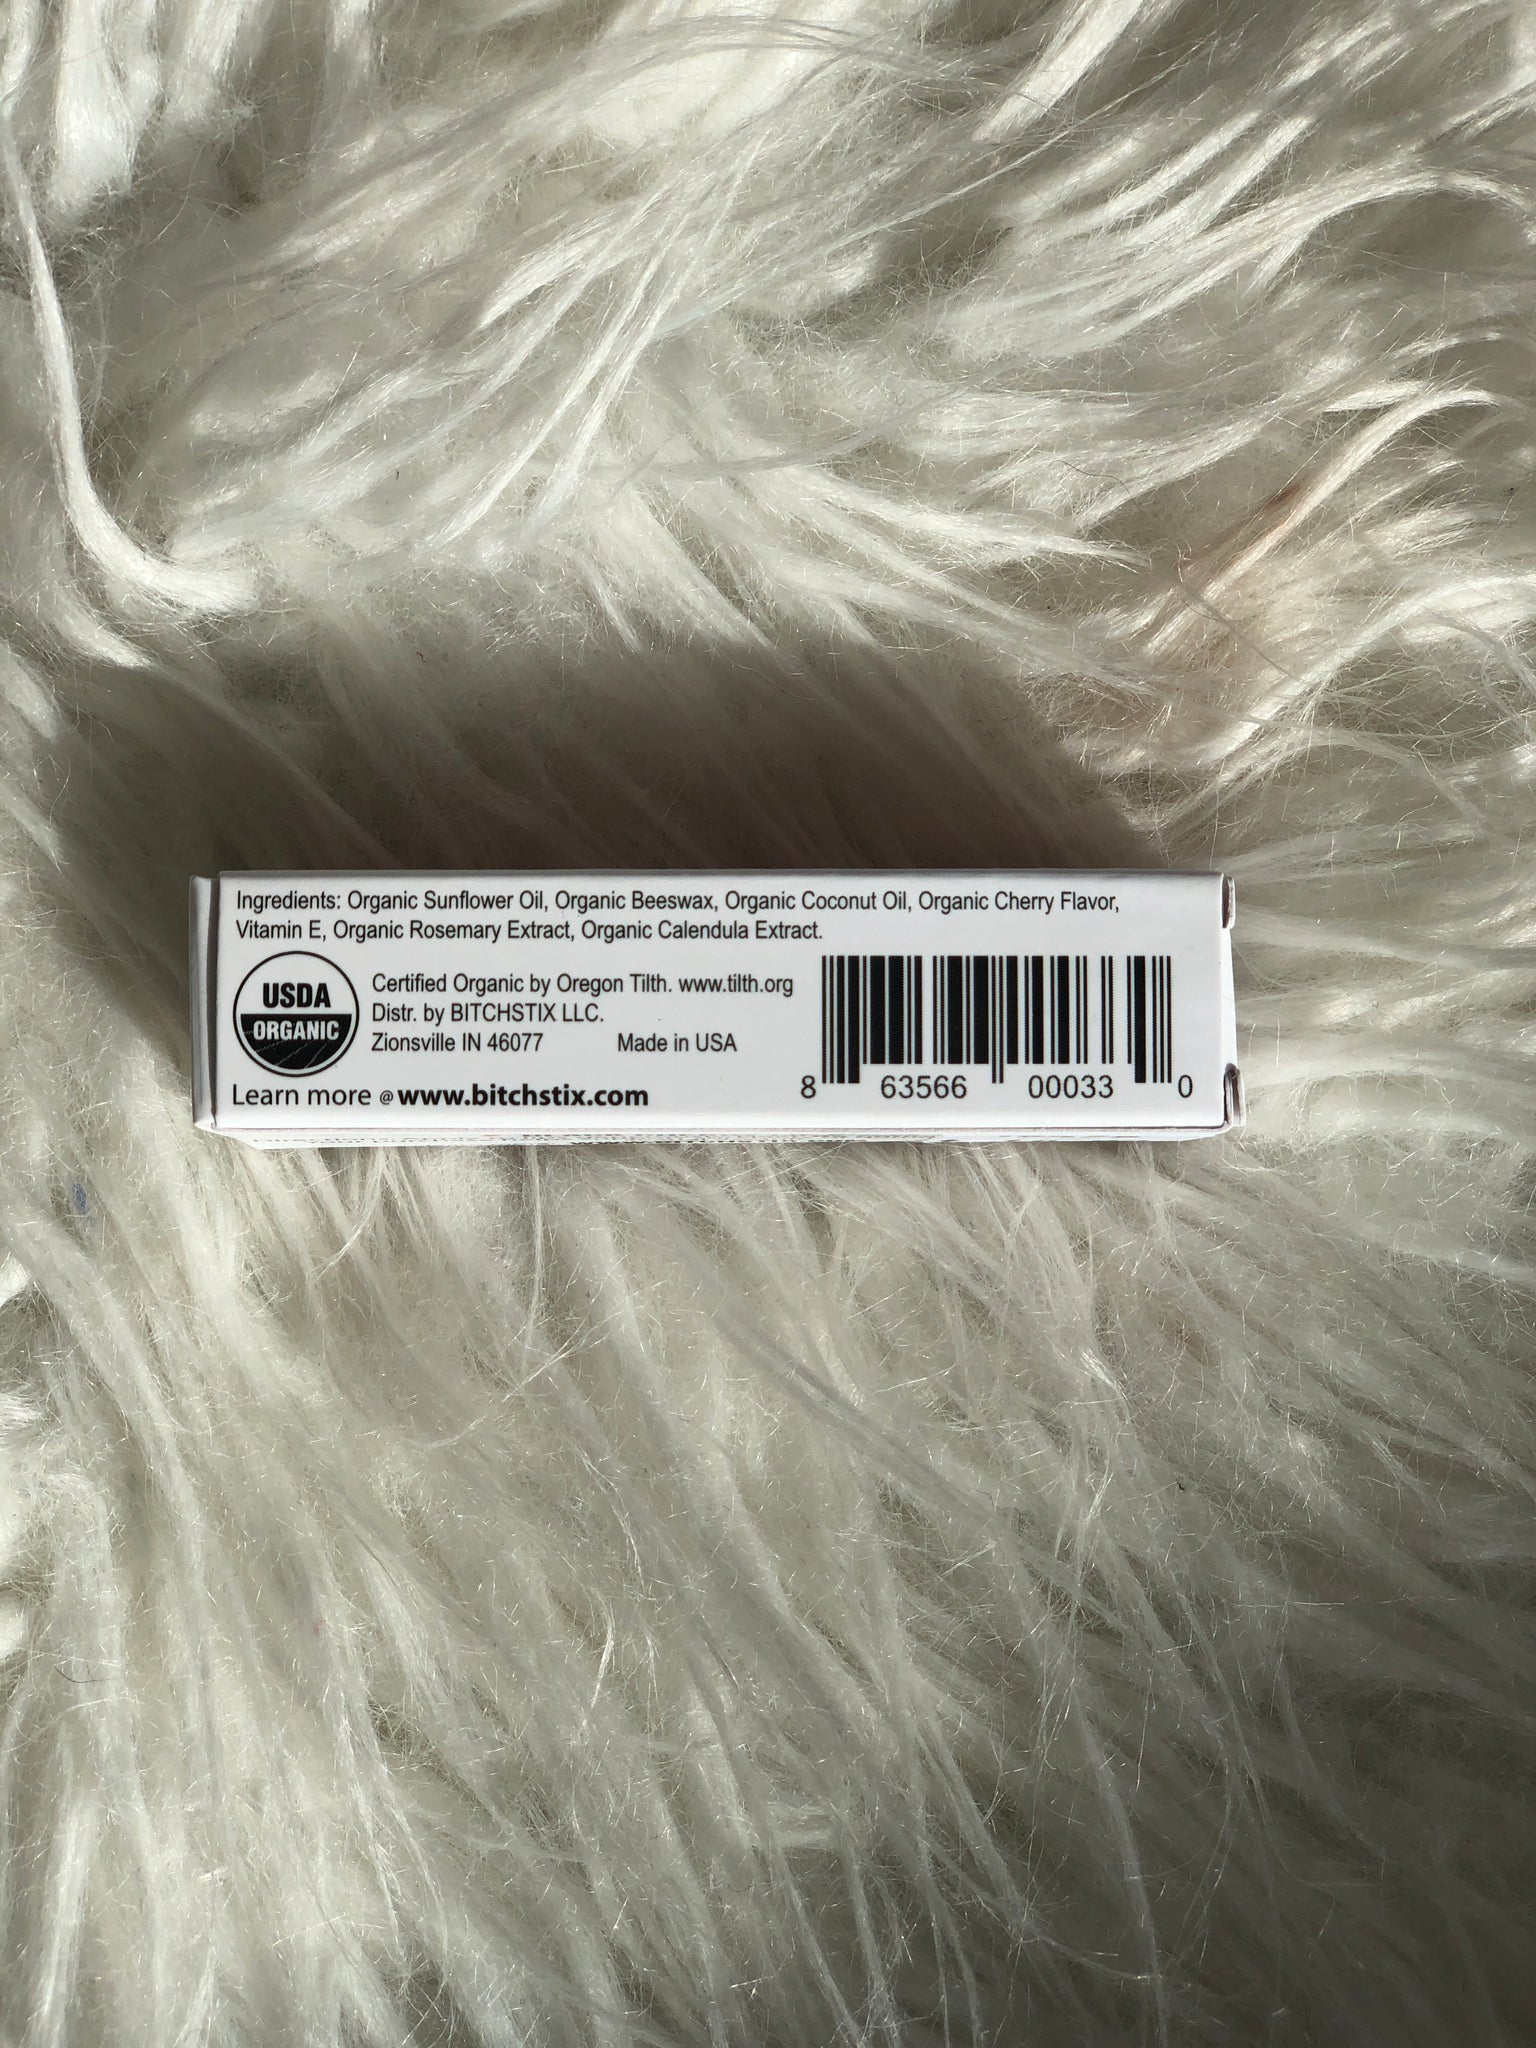 Ingredients: Organic Sunflower Oil, Organic Beeswax, Organic Coconut Oil, Organic Cherry Flavor,
Vitamin E, Organic Rosemary Extract, Organic Calendula Extract.
USDA
ORGANIC
Certified Organic by Oregon Tilth. www.tilth.org
Distr. by BITCHSTIX LLC.
Zionsville IN 46077 Made in USA
Learn more @ www.bitchstix.com
8 63566 00033 0